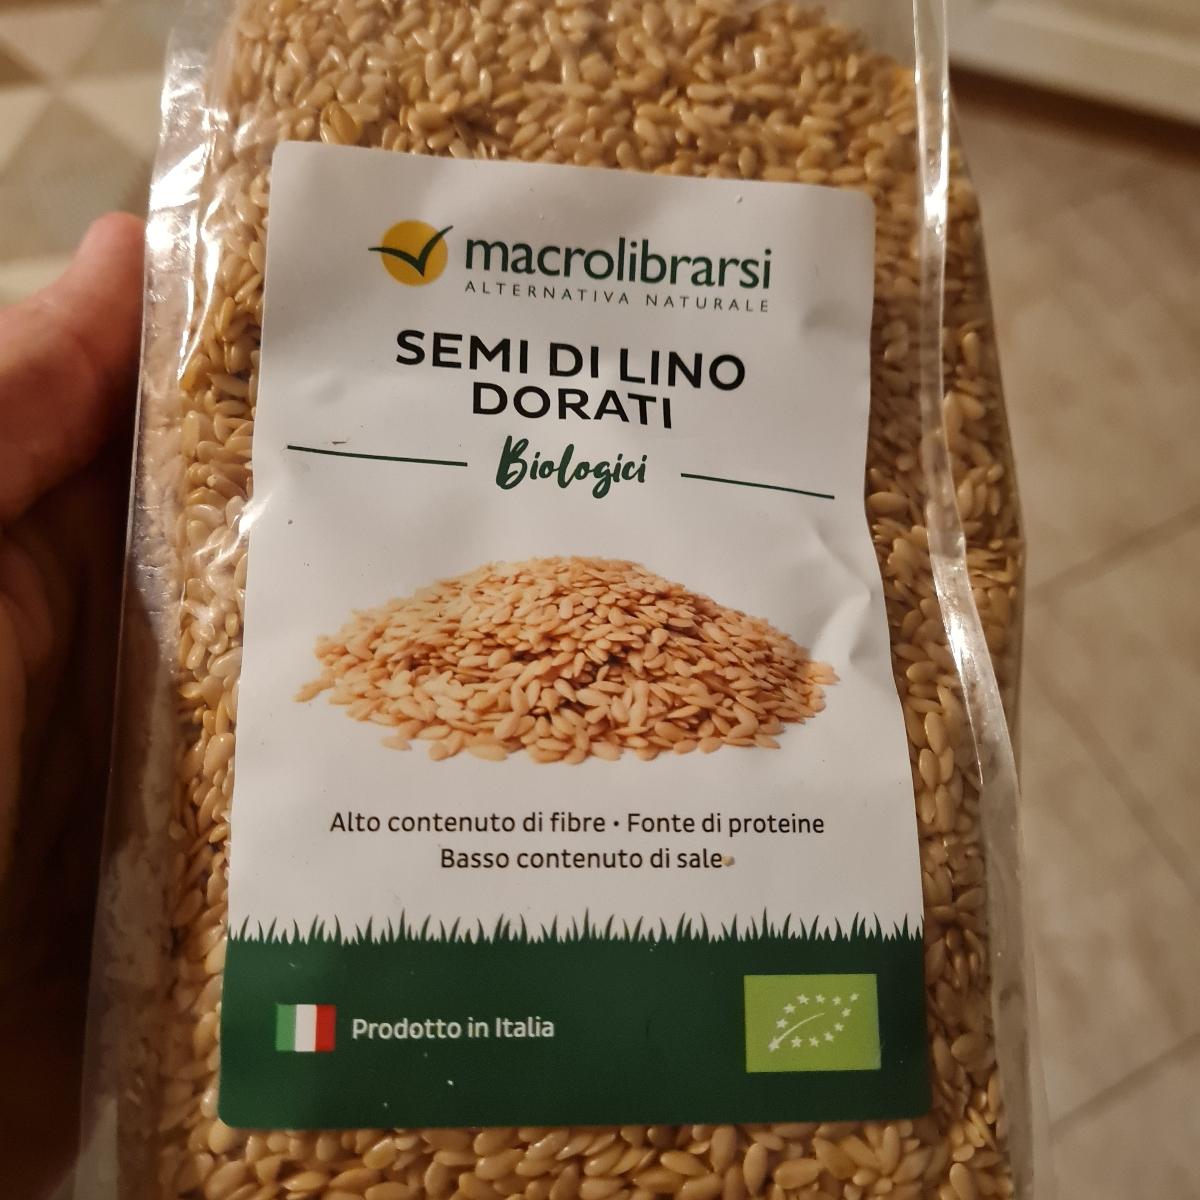 macrolibrarsi
ALTERNATIVA NATURALE
SEMI DI LINO
DORATI
Biologici
Alto contenuto di fibre • Fonte di proteine
Basso contenuto di sale
Prodotto in Italia